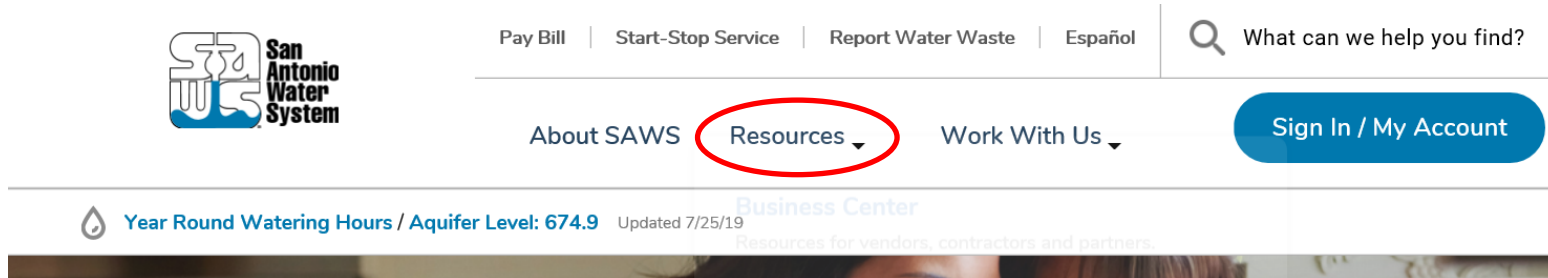 San
Antonio
Water
System
Pay Bill | Start-Stop Service | Report Water Waste | Español
What can we help you find?
About SAWS Resources Work With Us
Sign In / My Account
Year Round Watering Hours / Aquifer Level: 674.9 Updated 7/25/19
Business Center
Resources for vendors, contractors and partners.